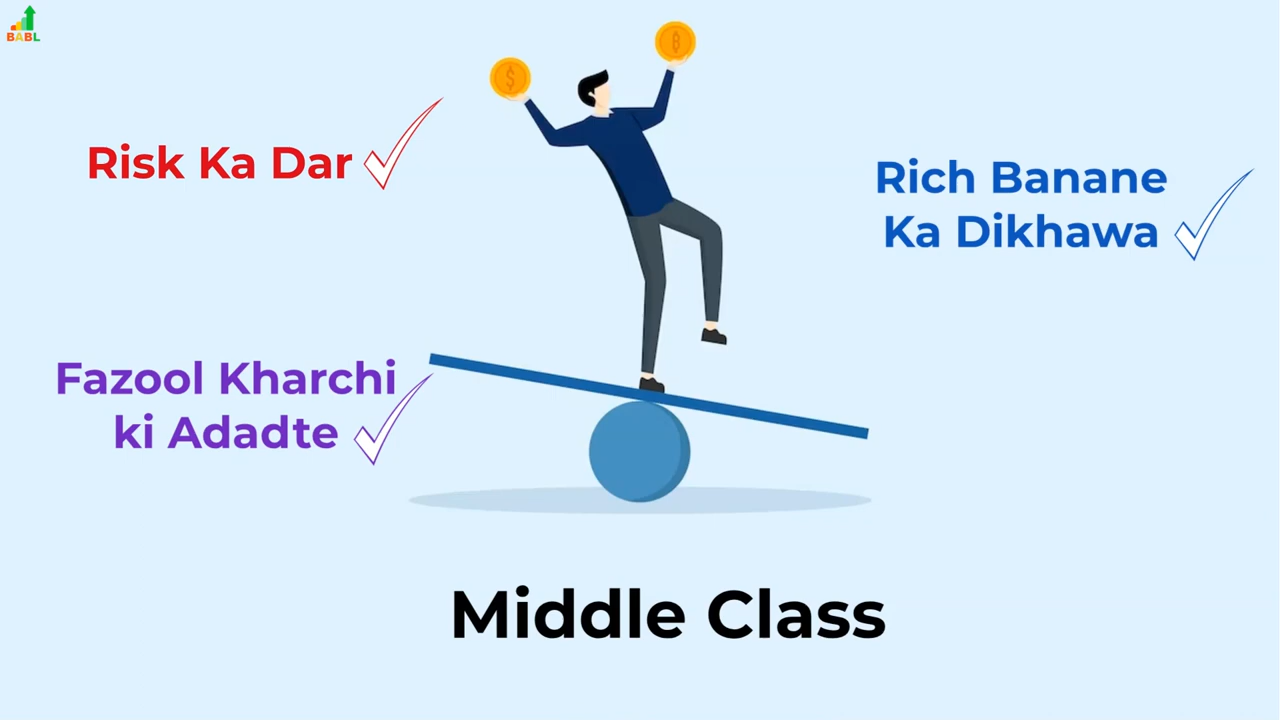 BABL
Risk Ka Dar
Rich Banane
Ka Dikhawa
Fazool Kharchi
ki Adadte
Middle Class